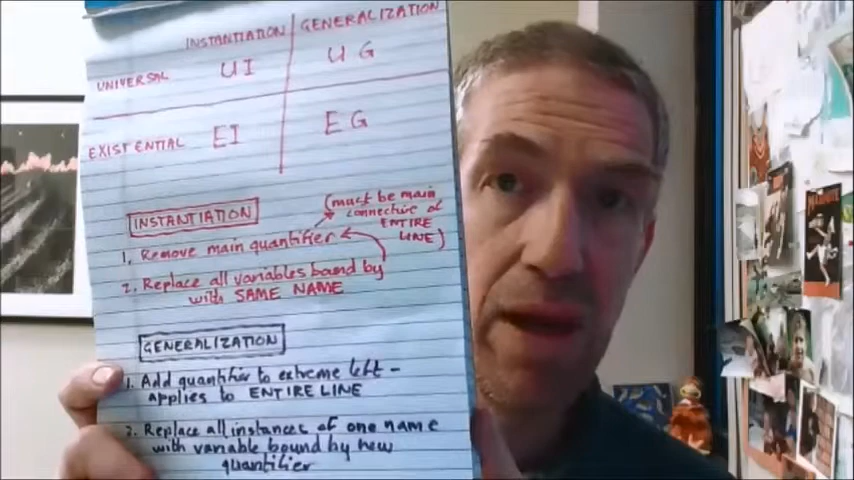 INSTANTIATION GENERALIZATION
UNIVERSAL UI UG
EXISTENTIAL EI EG
INSTANTIATION
(must be main
connective of
ENTIRE
LINE)
1. Remove main quantifier
2. Replace all variables bound by
with SAME NAME
GENERALIZATION
1. Add quantifier to extreme left -
applies to ENTIRE LINE
2. Replace all instances of one name
with variable bound by new
quantifier